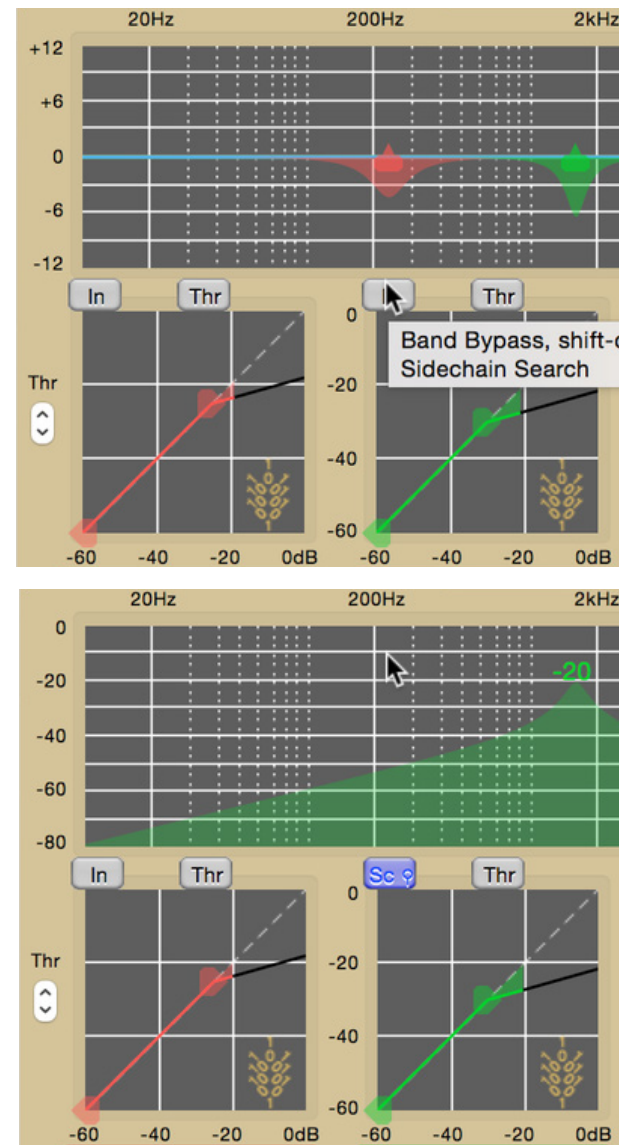 20Hz 200Hz 2kHz
+12
+6
0
-6
-12
In Thr Thr
0
Band Bypass, shift-
Sidechain Search
Thr
-20
-40
-60
-60 -40 -20 0dB -60 -40 -20 0dB
20Hz 200Hz 2kHz
0
-20
-20
-40
-60
-80
In Thr Sc Thr
0
Thr
-20
-40
-60
-60 -40 -20 0dB -60 -40 -20 0dB